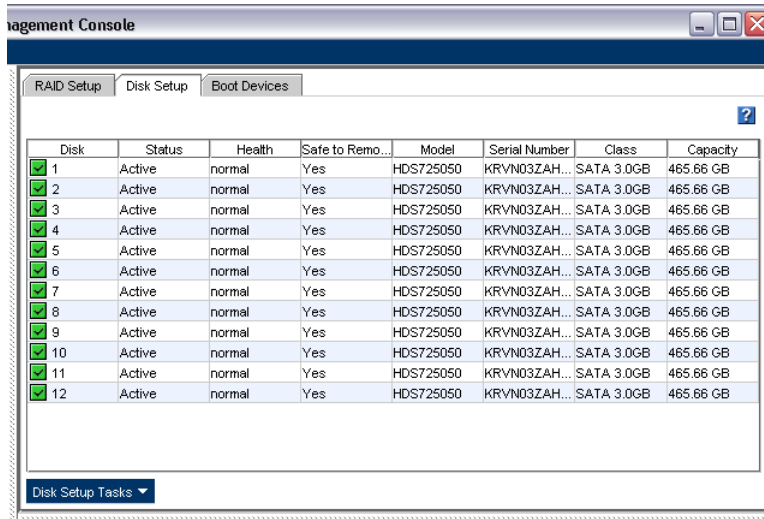 nagement Console
RAID Setup Disk Setup Boot Devices
?
Disk Status Health Safe to Remo... Model Serial Number Class Capacity
1 Active normal Yes HDS725050 KRVN03ZAH... SATA 3.0GB 465.66 GB
2 Active normal Yes HDS725050 KRVN03ZAH... SATA 3.0GB 465.66 GB
3 Active normal Yes HDS725050 KRVN03ZAH... SATA 3.0GB 465.66 GB
4 Active normal Yes HDS725050 KRVN03ZAH... SATA 3.0GB 465.66 GB
5 Active normal Yes HDS725050 KRVN03ZAH... SATA 3.0GB 465.66 GB
6 Active normal Yes HDS725050 KRVN03ZAH... SATA 3.0GB 465.66 GB
7 Active normal Yes HDS725050 KRVN03ZAH... SATA 3.0GB 465.66 GB
8 Active normal Yes HDS725050 KRVN03ZAH... SATA 3.0GB 465.66 GB
9 Active normal Yes HDS725050 KRVN03ZAH... SATA 3.0GB 465.66 GB
10 Active normal Yes HDS725050 KRVN03ZAH... SATA 3.0GB 465.66 GB
11 Active normal Yes HDS725050 KRVN03ZAH... SATA 3.0GB 465.66 GB
12 Active normal Yes HDS725050 KRVN03ZAH... SATA 3.0GB 465.66 GB
Disk Setup Tasks